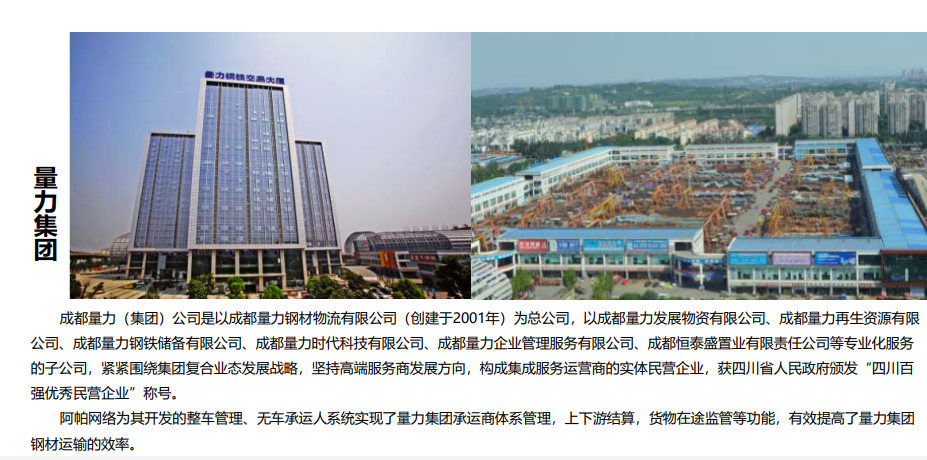 量力钢铁交易大厦
量力集团
成都量力（集团）公司是以成都量力钢材物流有限公司（创建于2001年）为总公司，以成都量力发展物资有限公司、成都量力再生资源有限
公司、成都量力钢铁储备有限公司、成都量力时代科技有限公司、成都量力企业管理服务有限公司、成都恒泰盛置业有限责任公司等专业化服务
的子公司，紧紧围绕集团复合业态发展战略，坚持高端服务商发展方向，构成集成服务运营商的实体民营企业，获四川省人民政府颁发“四川百
强优秀民营企业”称号。
阿帕网络为其开发的整车管理、无车承运人系统实现了量力集团承运商体系管理，上下游结算，货物在途监管等功能，有效提高了量力集团
钢材运输的效率。